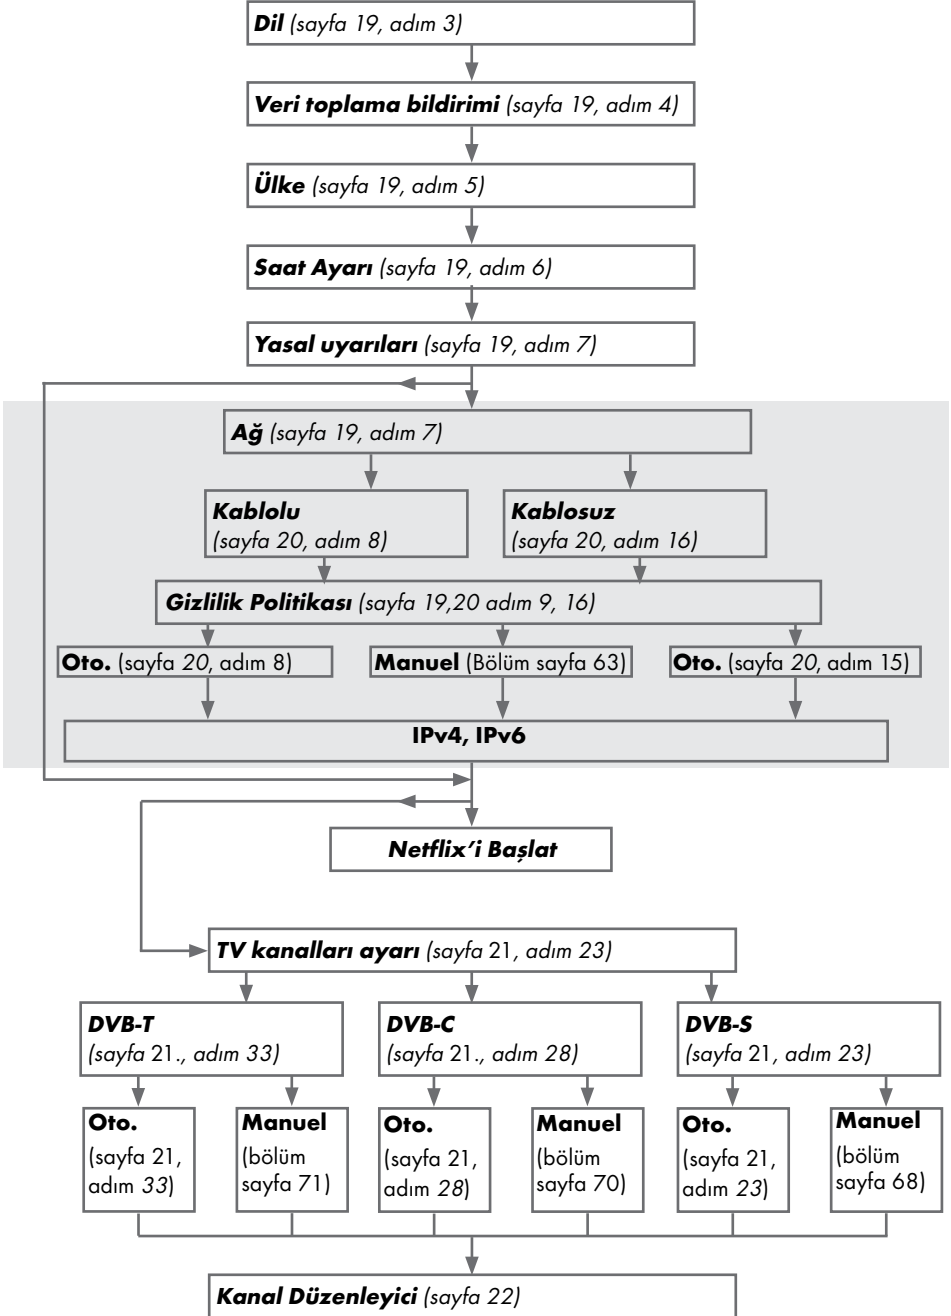 Dil (sayfa 19, adım 3)
Veri toplama bildirimi (sayfa 19, adım 4)
Ülke (sayfa 19, adım 5)
Saat Ayarı (sayfa 19, adım 6)
Yasal uyarıları (sayfa 19, adım 7)
Ağ (sayfa 19, adım 7)
Kablolu
(sayfa 20, adım 8)
Kablosuz
(sayfa 20, adım 16)
Gizlilik Politikası (sayfa 19,20 adım 9, 16)
Oto. (sayfa 20, adım 8)
Manuel (Bölüm sayfa 63)
Oto. (sayfa 20, adım 15)
IPv4, IPv6
Netflix’i Başlat
TV kanalları ayarı (sayfa 21, adım 23)
DVB-T
(sayfa 21., adım 33)
DVB-C
(sayfa 21., adım 28)
DVB-S
(sayfa 21, adım 23)
Oto.
(sayfa 21,
adım 33)
Manuel
(bölüm
sayfa 71)
Oto.
(sayfa 21,
adım 28)
Manuel
(bölüm
sayfa 70)
Oto.
(sayfa 21,
adım 23)
Manuel
(bölüm
sayfa 68)
Kanal Düzenleyici (sayfa 22)